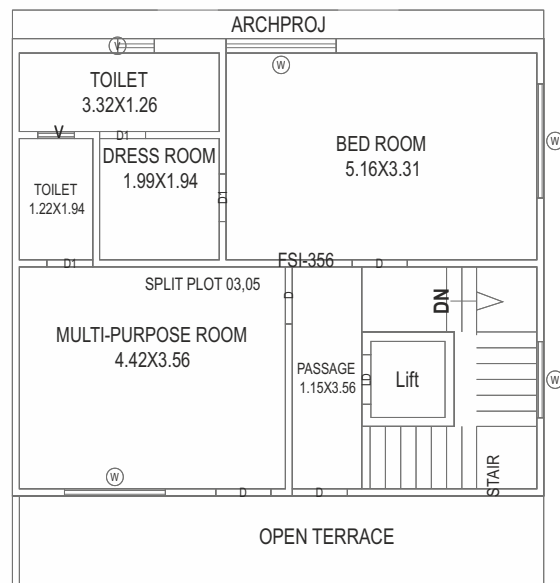 ARCHPROJ
V
W
TOILET
3.32X1.26
V
D1
BED ROOM
5.16X3.31
W
DRESS ROOM
1.99X1.94
TOILET
1.22X1.94
D1
D1
FSI-356
D
SPLIT PLOT 03,05
D
DN
MULTI-PURPOSE ROOM
4.42X3.56
PASSAGE
1.15X3.56
LD
Lift
W
W
STAIR
D
D
OPEN TERRACE